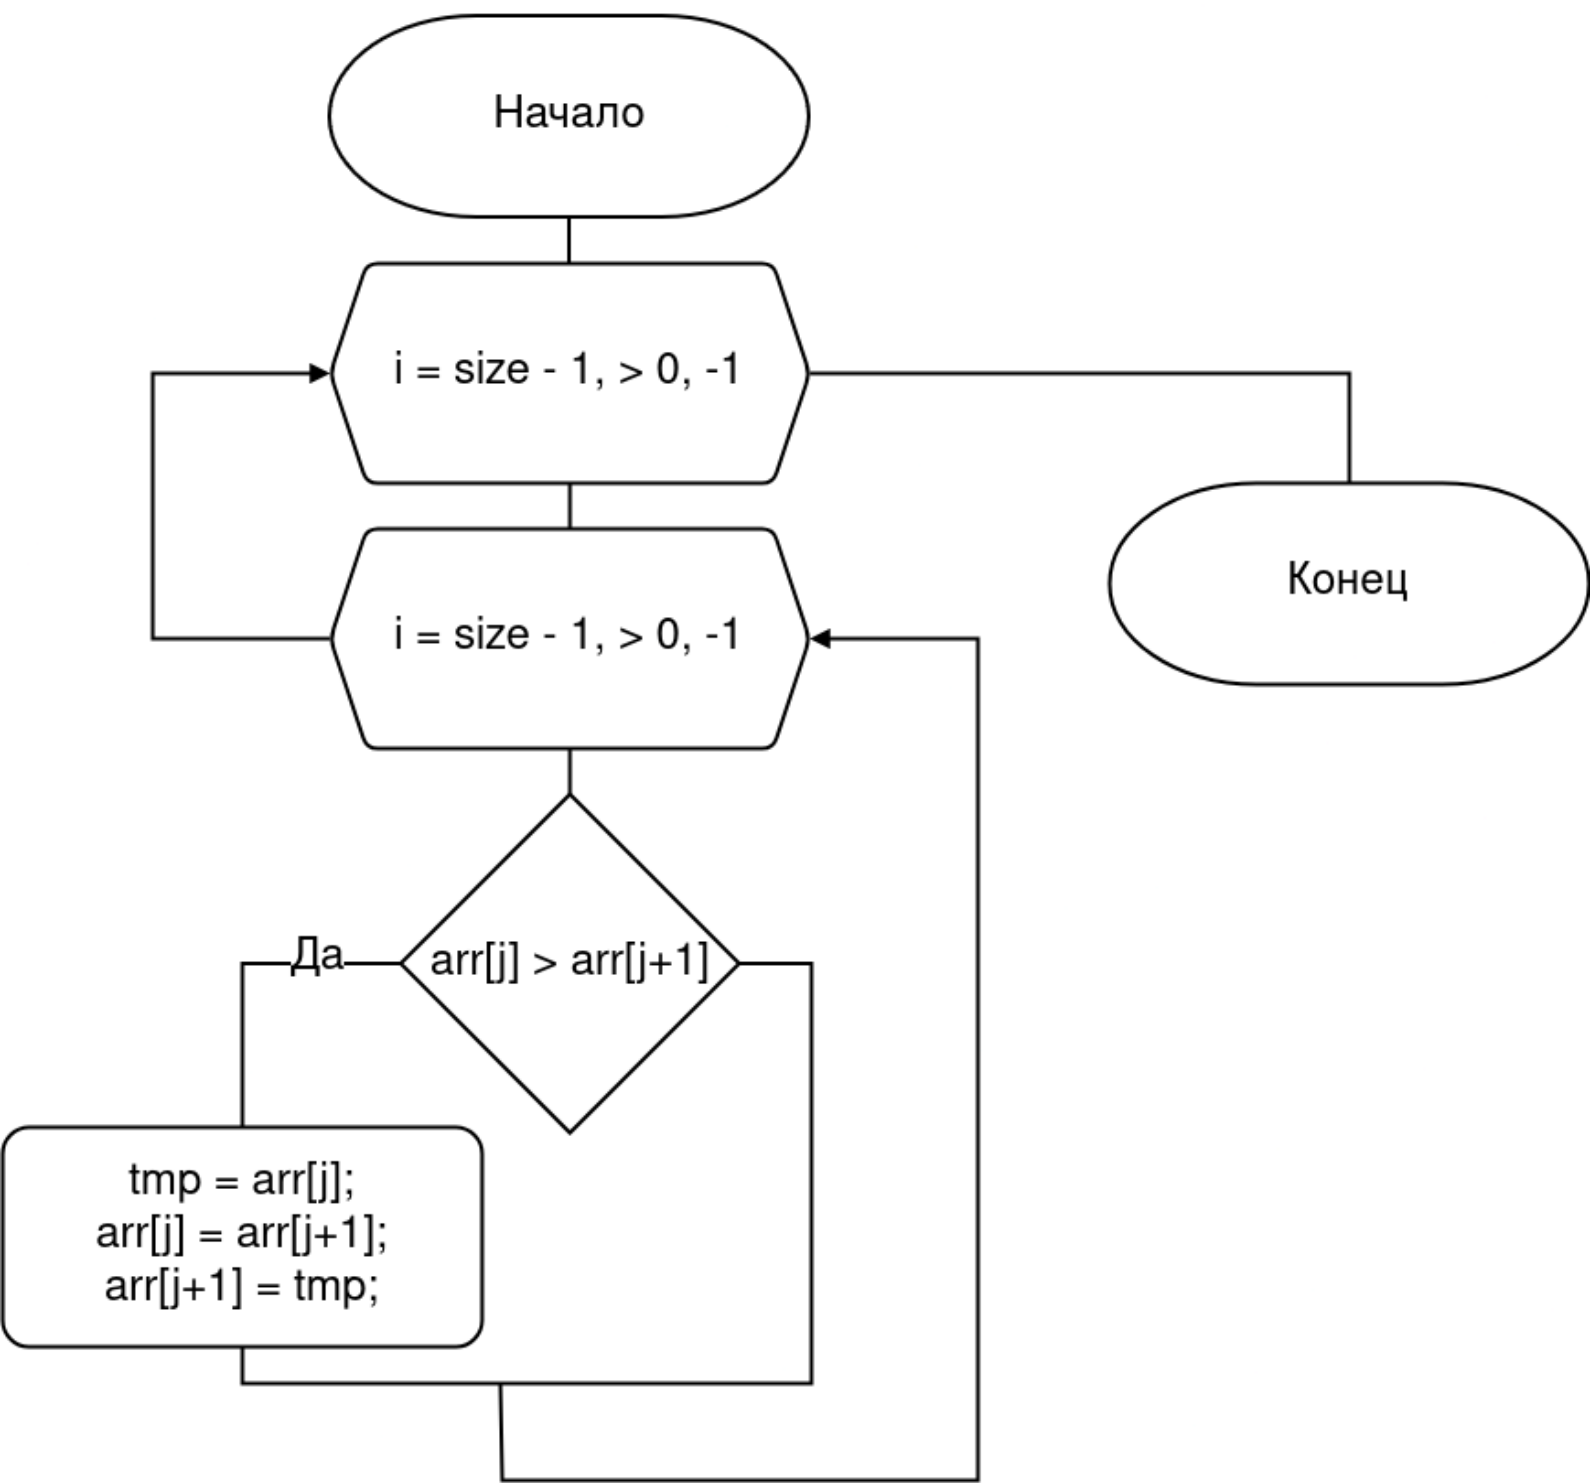 Начало
i = size - 1, > 0, -1
i = size - 1, > 0, -1
Конец
arr[j] > arr[j+1]
Да
tmp = arr[j];
arr[j] = arr[j+1];
arr[j+1] = tmp;